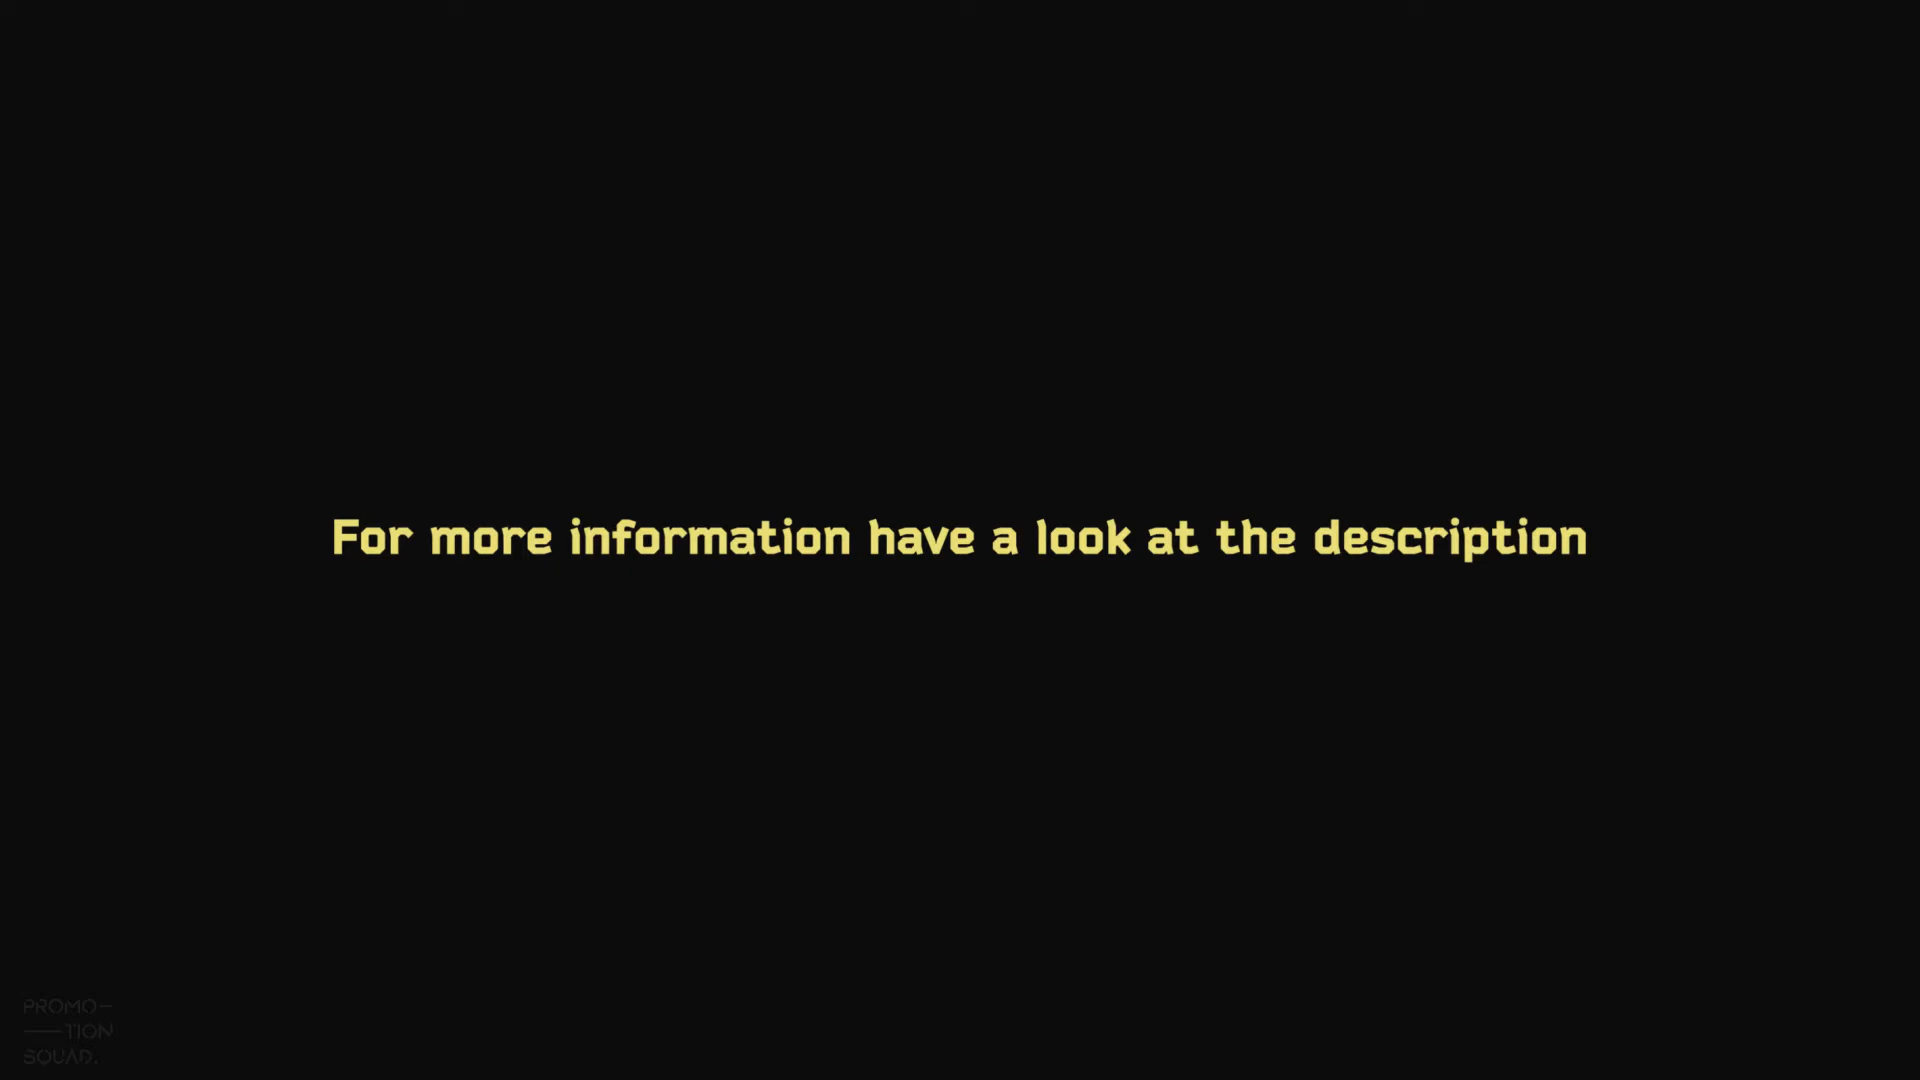 For more information have a look at the description
PROMO—
—TION
SQUAD.